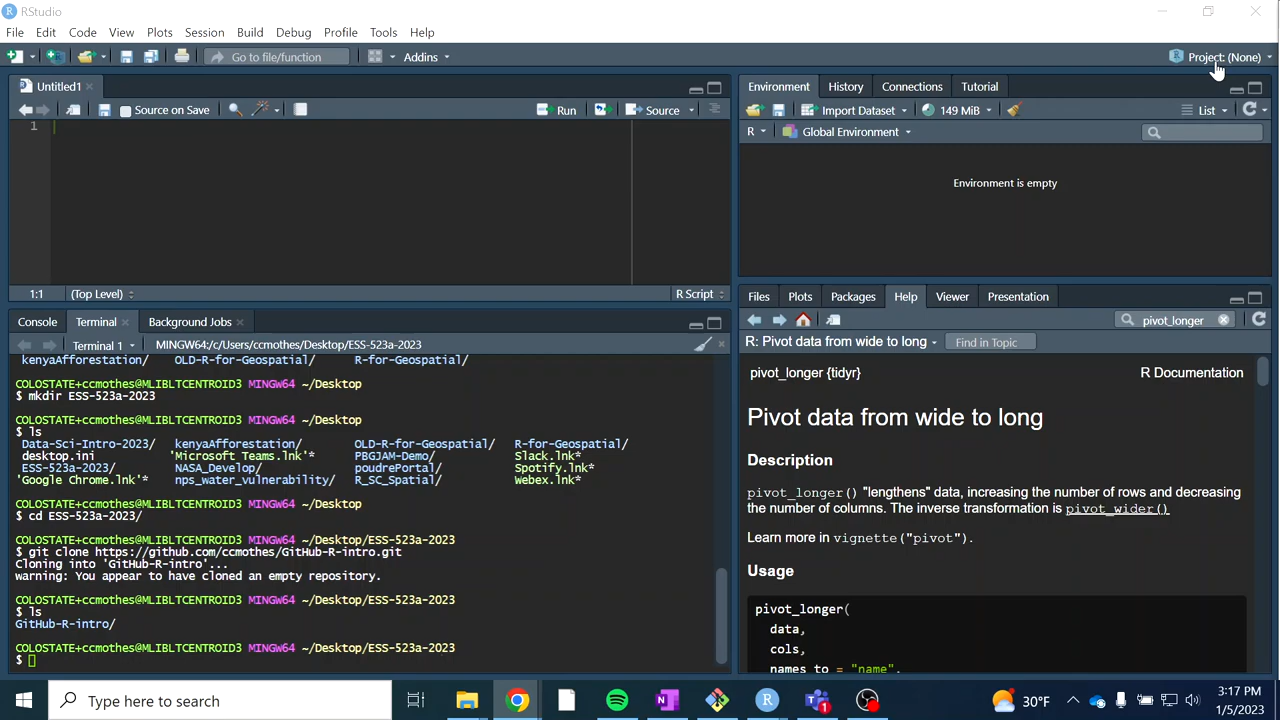 RStudio
File Edit Code View Plots Session Build Debug Profile Tools Help
Go to file/function Addins Project: (None)
Untitled1
Source on Save Run Source
1
1:1 (Top Level) R Script
Console Terminal Background Jobs
Terminal 1 MINGW64:/c/Users/ccmothes/Desktop/ESS-523a-2023
kenyaAfforestation/ OLD-R-for-Geospatial/ R-for-Geospatial/
COLOSTATE+ccmothes@MLIBLTCENTROID3 MINGW64 ~/Desktop
$ mkdir ESS-523a-2023
COLOSTATE+ccmothes@MLIBLTCENTROID3 MINGW64 ~/Desktop
$ ls
Data-Sci-Intro-2023/ kenyaAfforestation/ OLD-R-for-Geospatial/ R-for-Geospatial/
desktop.ini 'Microsoft Teams.lnk'* PBGJAM-Demo/ Slack.lnk*
ESS-523a-2023/ NASA_Develop/ poudrePortal/ Spotify.lnk*
'Google Chrome.lnk'* nps_water_vulnerability/ R_SC_Spatial/ Webex.lnk*
COLOSTATE+ccmothes@MLIBLTCENTROID3 MINGW64 ~/Desktop
$ cd ESS-523a-2023/
COLOSTATE+ccmothes@MLIBLTCENTROID3 MINGW64 ~/Desktop/ESS-523a-2023
$ git clone https://github.com/ccmothes/GitHub-R-intro.git
Cloning into 'GitHub-R-intro'...
warning: You appear to have cloned an empty repository.
COLOSTATE+ccmothes@MLIBLTCENTROID3 MINGW64 ~/Desktop/ESS-523a-2023
$ ls
GitHub-R-intro/
COLOSTATE+ccmothes@MLIBLTCENTROID3 MINGW64 ~/Desktop/ESS-523a-2023
$
Environment History Connections Tutorial
Import Dataset 149 MiB List
R Global Environment
Environment is empty
Files Plots Packages Help Viewer Presentation
pivot_longer
R: Pivot data from wide to long Find in Topic
pivot_longer {tidyr} R Documentation
Pivot data from wide to long
Description
pivot_longer() "lengthens" data, increasing the number of rows and decreasing
the number of columns. The inverse transformation is pivot_wider()
Learn more in vignette("pivot").
Usage
pivot_longer(
data,
cols,
names_to = "name",
Type here to search 30°F 3:17 PM
1/5/2023